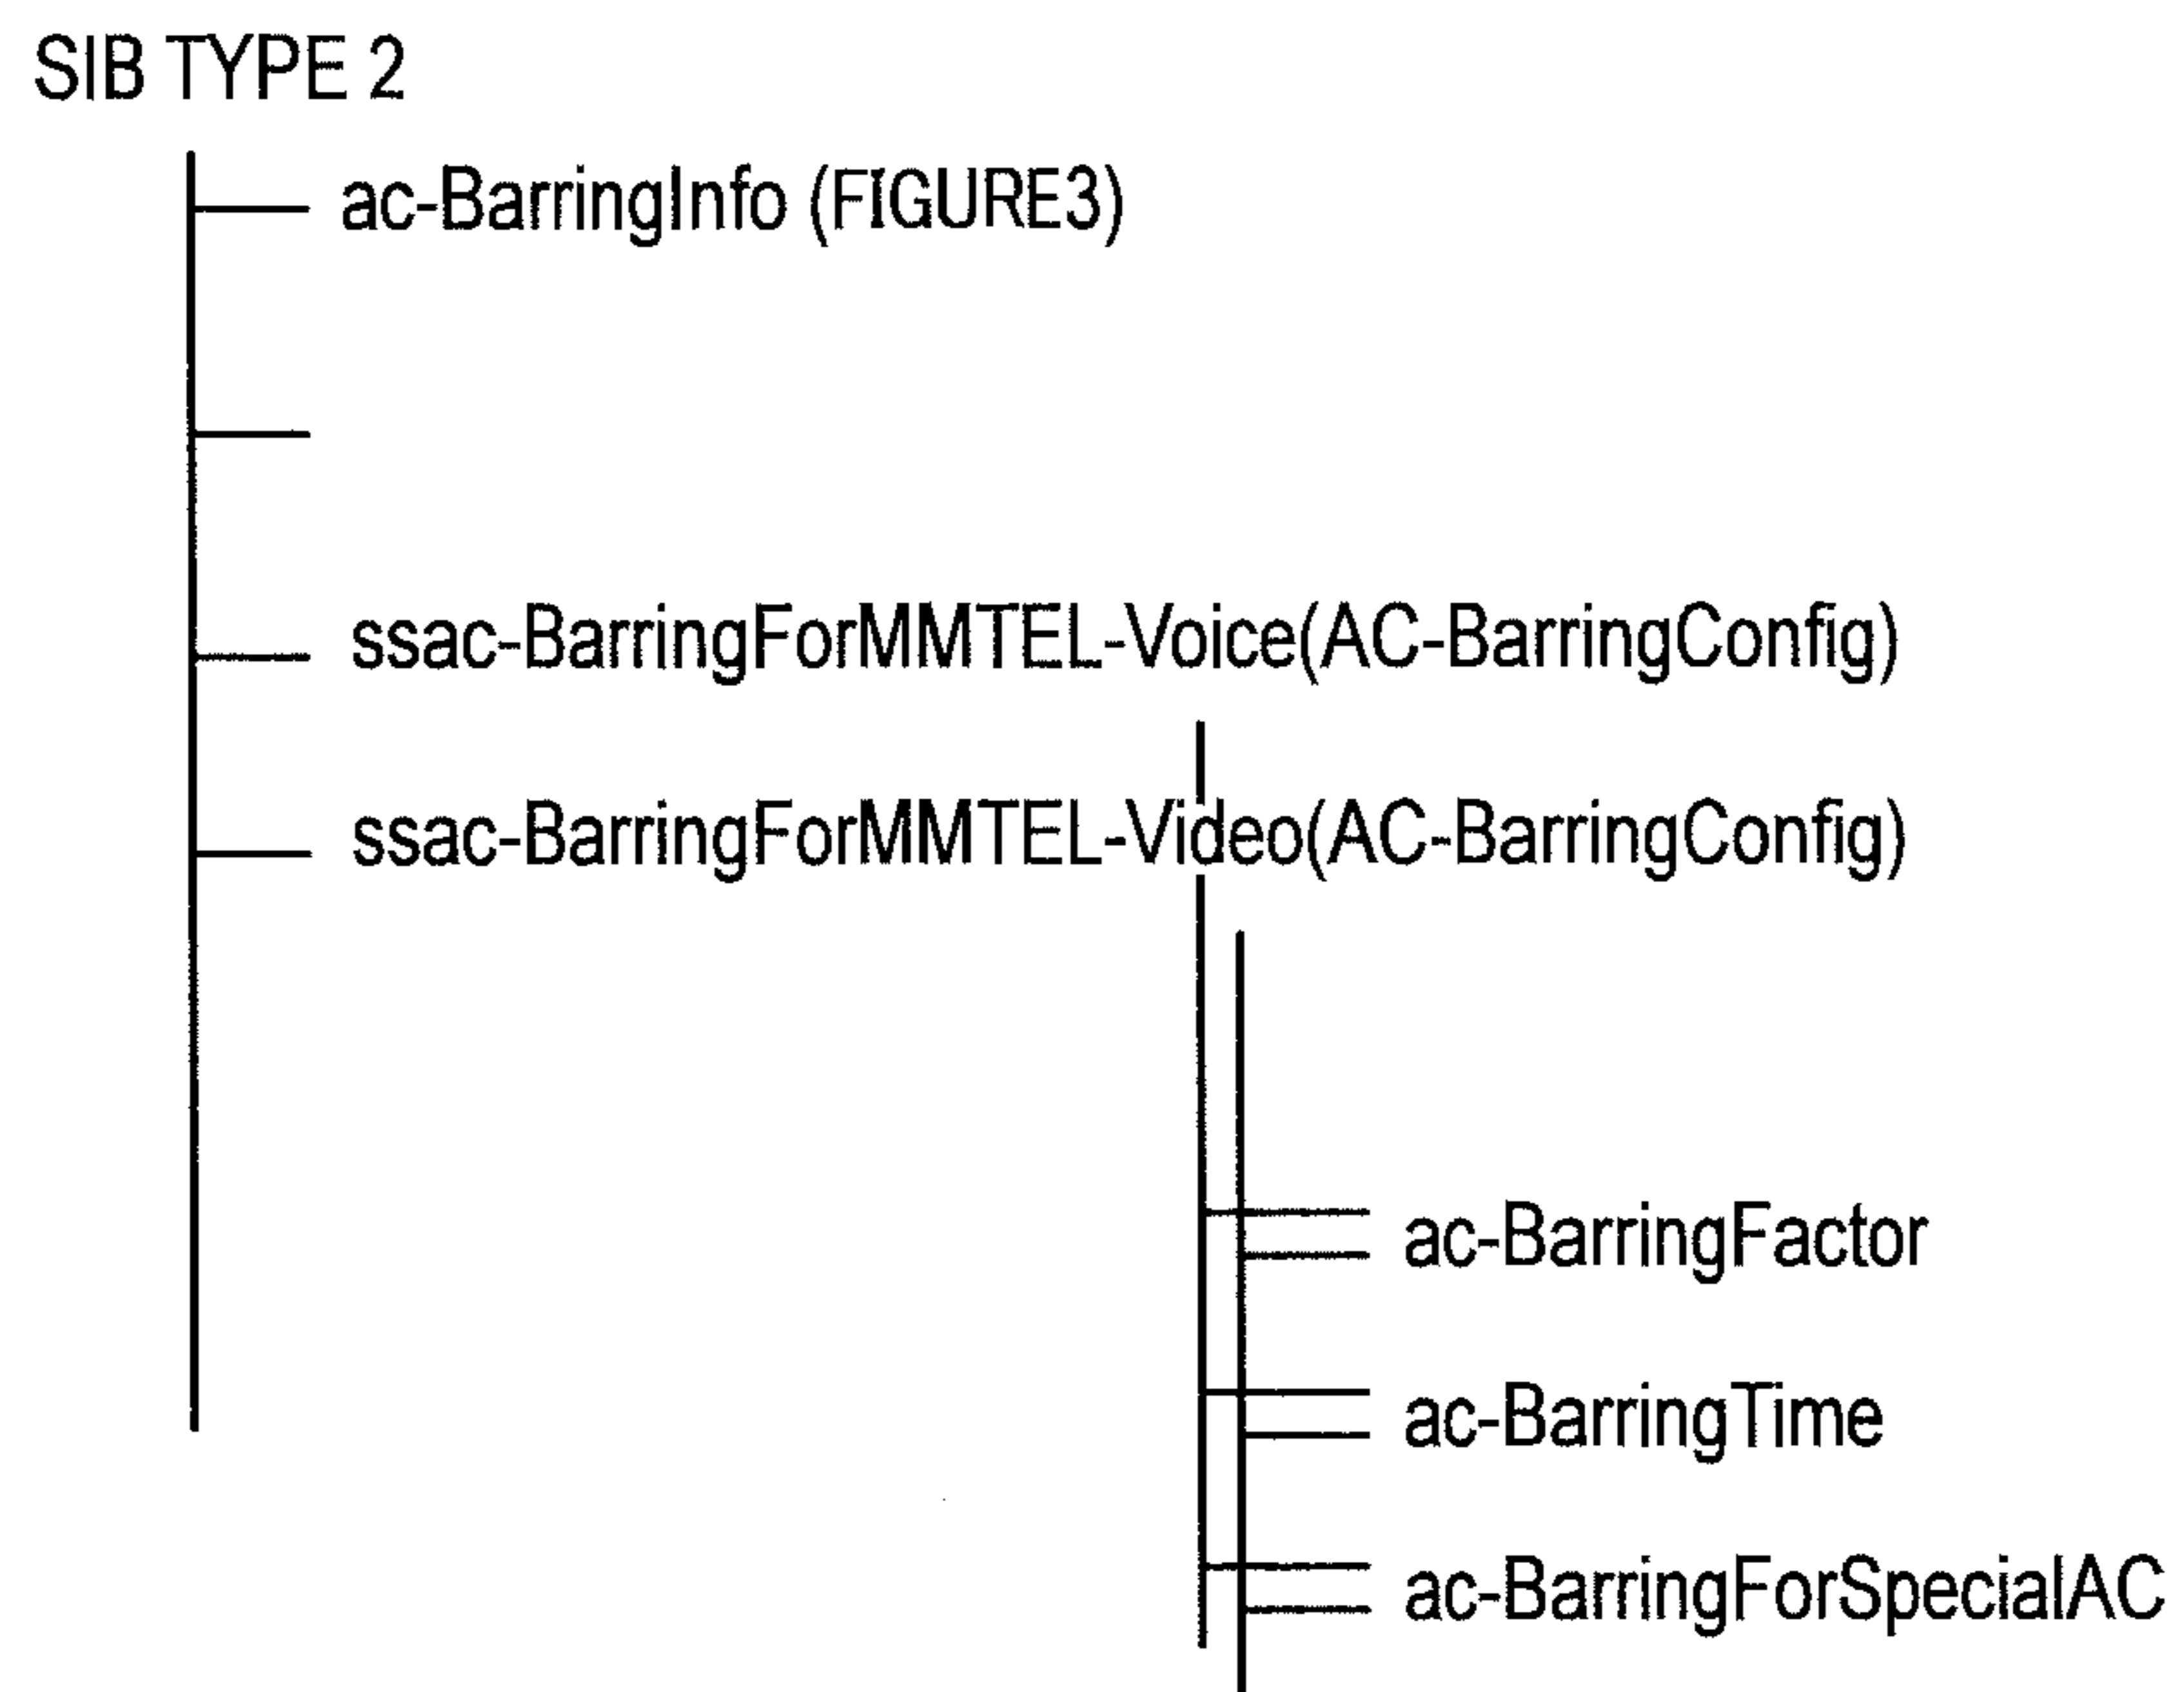 SIB TYPE 2
ac-BarringInfo (FIGURE3)
ssac-BarringForMMTEL-Voice(AC-BarringConfig)
ssac-BarringForMMTEL-Video(AC-BarringConfig)
ac-BarringFactor
ac-BarringTime
ac-BarringForSpecialAC